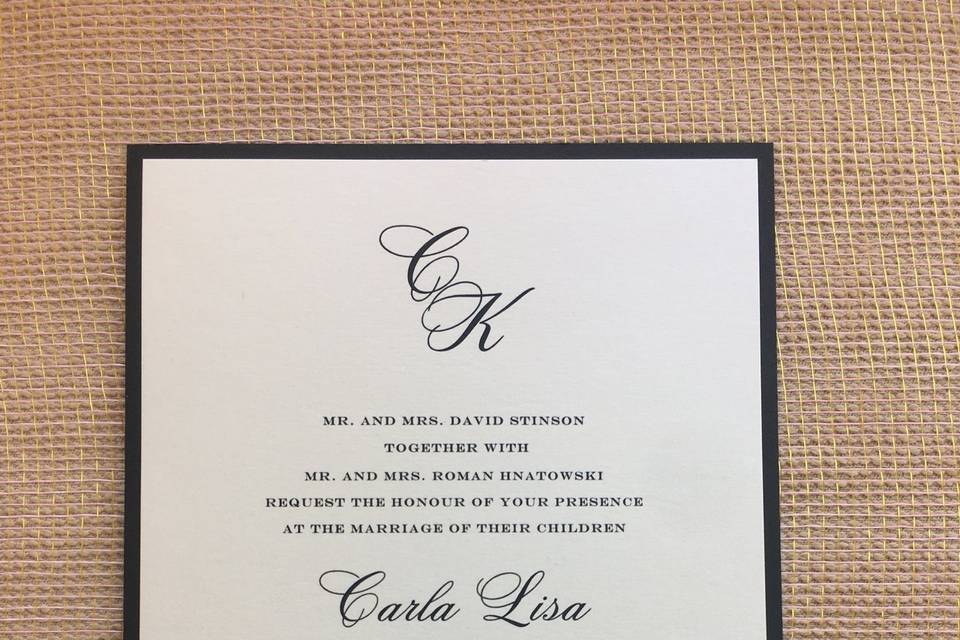 C
K
MR. AND MRS. DAVID STINSON
TOGETHER WITH
MR. AND MRS. ROMAN HNATOWSKI
REQUEST THE HONOUR OF YOUR PRESENCE
AT THE MARRIAGE OF THEIR CHILDREN
Carla Lisa